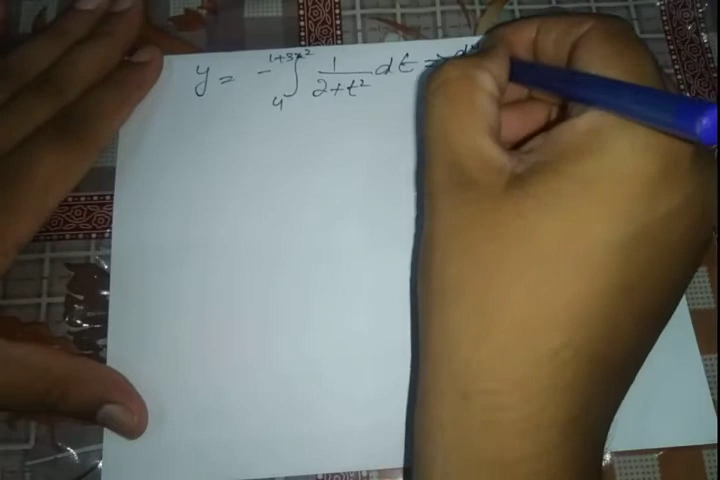 y = - ∫₄^{1+3x²} 1/(2+t²) dt ⇒